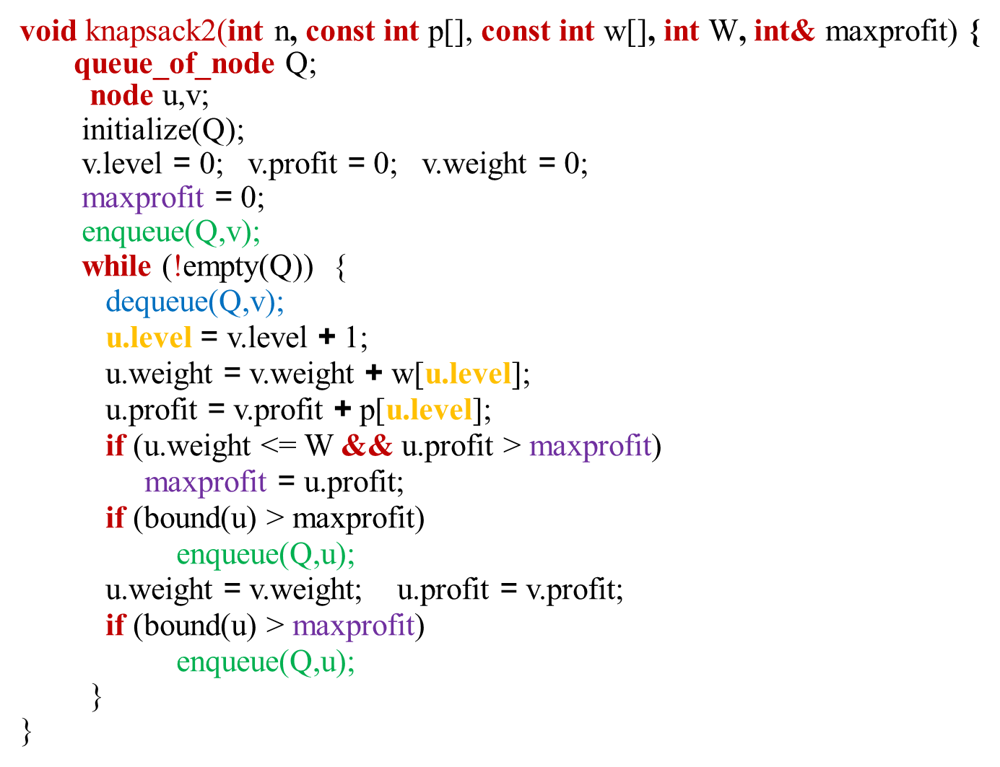 void knapsack2(int n, const int p[], const int w[], int W, int& maxprofit) {
queue_of_node Q;
node u,v;
initialize(Q);
v.level = 0;   v.profit = 0;   v.weight = 0;
maxprofit = 0;
enqueue(Q,v);
while (!empty(Q))  {
dequeue(Q,v);
u.level = v.level + 1;
u.weight = v.weight + w[u.level];
u.profit = v.profit + p[u.level];
if (u.weight <= W && u.profit > maxprofit)
maxprofit = u.profit;
if (bound(u) > maxprofit)
enqueue(Q,u);
u.weight = v.weight;    u.profit = v.profit;
if (bound(u) > maxprofit)
enqueue(Q,u);
}
}